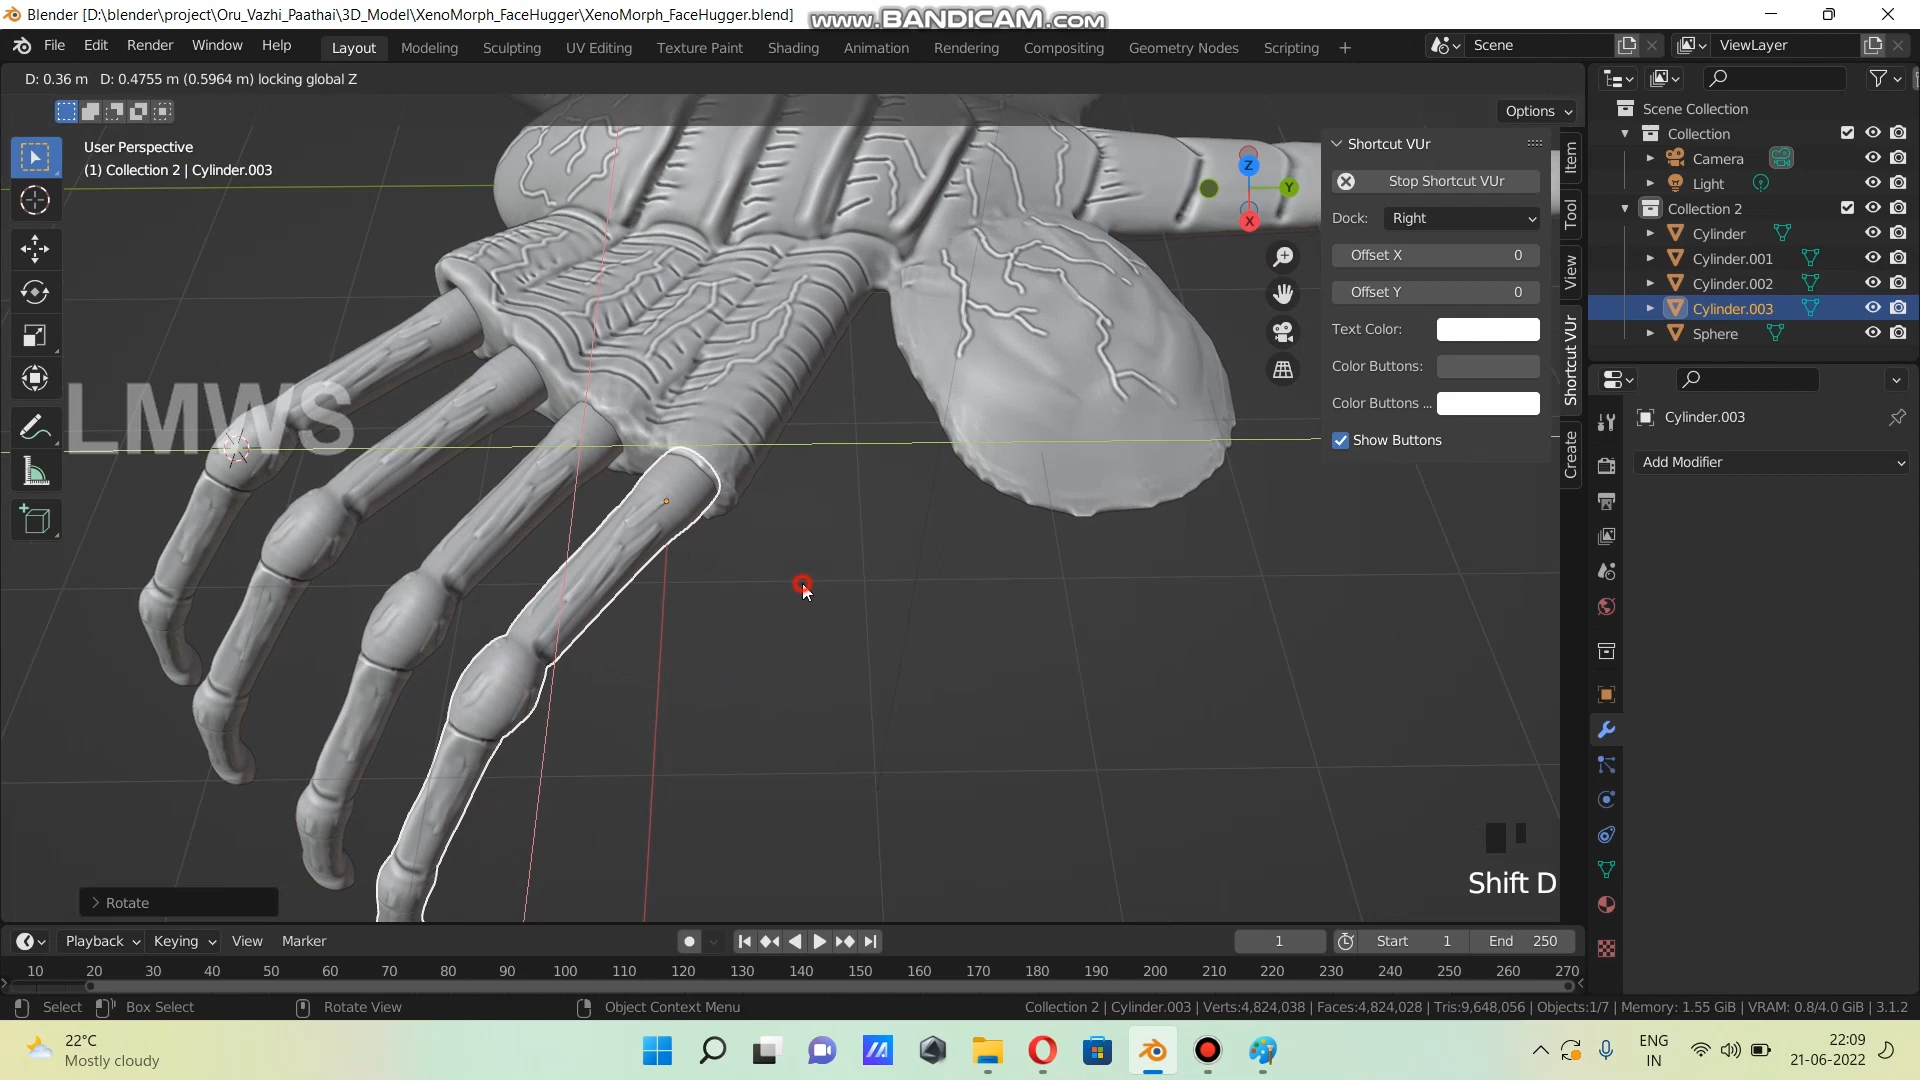 Blender [D:\blender\project\Oru_Vazhi_Paathai\3D_Model\XenoMorph_FaceHugger\XenoMorph_FaceHugger.blend]
www.BANDICAM.com
File Edit Render Window Help
Layout Modeling Sculpting UV Editing Texture Paint Shading Animation Rendering Compositing Geometry Nodes Scripting +
Scene
ViewLayer
D: 0.36 m D: 0.4755 m (0.5964 m) locking global Z
Options
User Perspective
(1) Collection 2 | Cylinder.003
Z
Y
X
Shortcut VUr
Stop Shortcut VUr
Dock: Right
Offset X 0
Offset Y 0
Text Color:
Color Buttons:
Color Buttons ...
Show Buttons
Item
Tool
View
Shortcut VUr
Create
Scene Collection
Collection
Camera
Light
Collection 2
Cylinder
Cylinder.001
Cylinder.002
Cylinder.003
Sphere
Cylinder.003
Add Modifier
LMWS
Shift D
Rotate
Playback Keying View Marker
1
Start 1
End 250
10 20 30 40 50 60 70 80 90 100 110 120 130 140 150 160 170 180 190 200 210 220 230 240 250 260 270
Select Box Select Rotate View Object Context Menu
Collection 2 | Cylinder.003 | Verts:4,824,038 | Faces:4,824,028 | Tris:9,648,056 | Objects:1/7 | Memory: 1.55 GiB | VRAM: 0.8/4.0 GiB | 3.1.2
22°C
Mostly cloudy
ENG
IN
22:09
21-06-2022